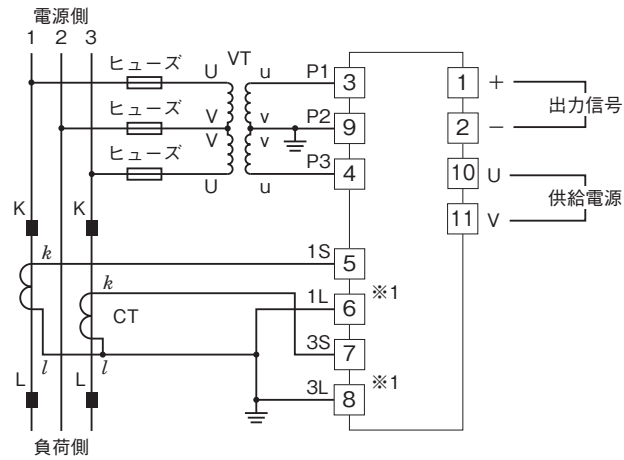 電源側
1 2 3
ヒューズ U VT u P1 3 1 +
出力信号
ヒューズ V v P2 9 2 −
ヒューズ V v
U u P3 4 10 U
供給電源
11 V
K K
k 1S 5
※1
k 1L 6
CT 3S 7
※1
l l
L L 3L 8
負荷側